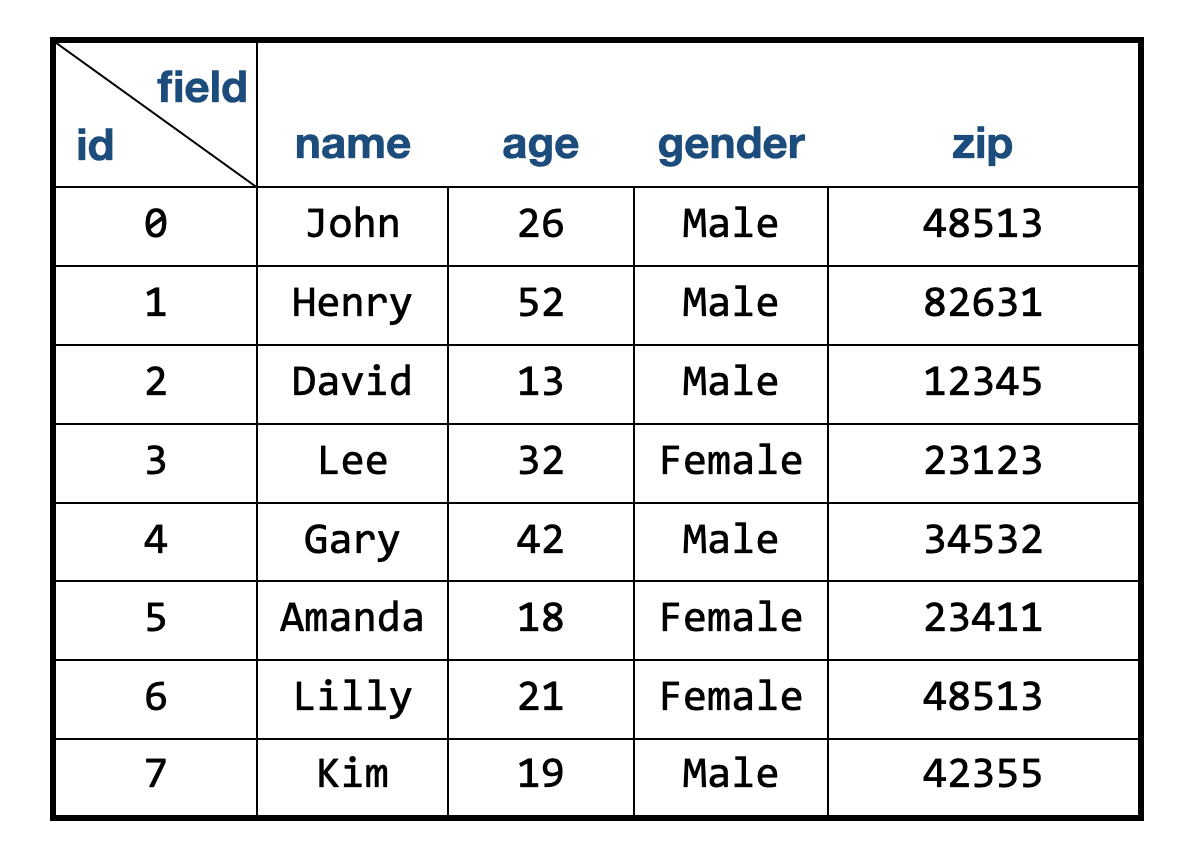 field
id name age gender zip
0 John 26 Male 48513
1 Henry 52 Male 82631
2 David 13 Male 12345
3 Lee 32 Female 23123
4 Gary 42 Male 34532
5 Amanda 18 Female 23411
6 Lilly 21 Female 48513
7 Kim 19 Male 42355